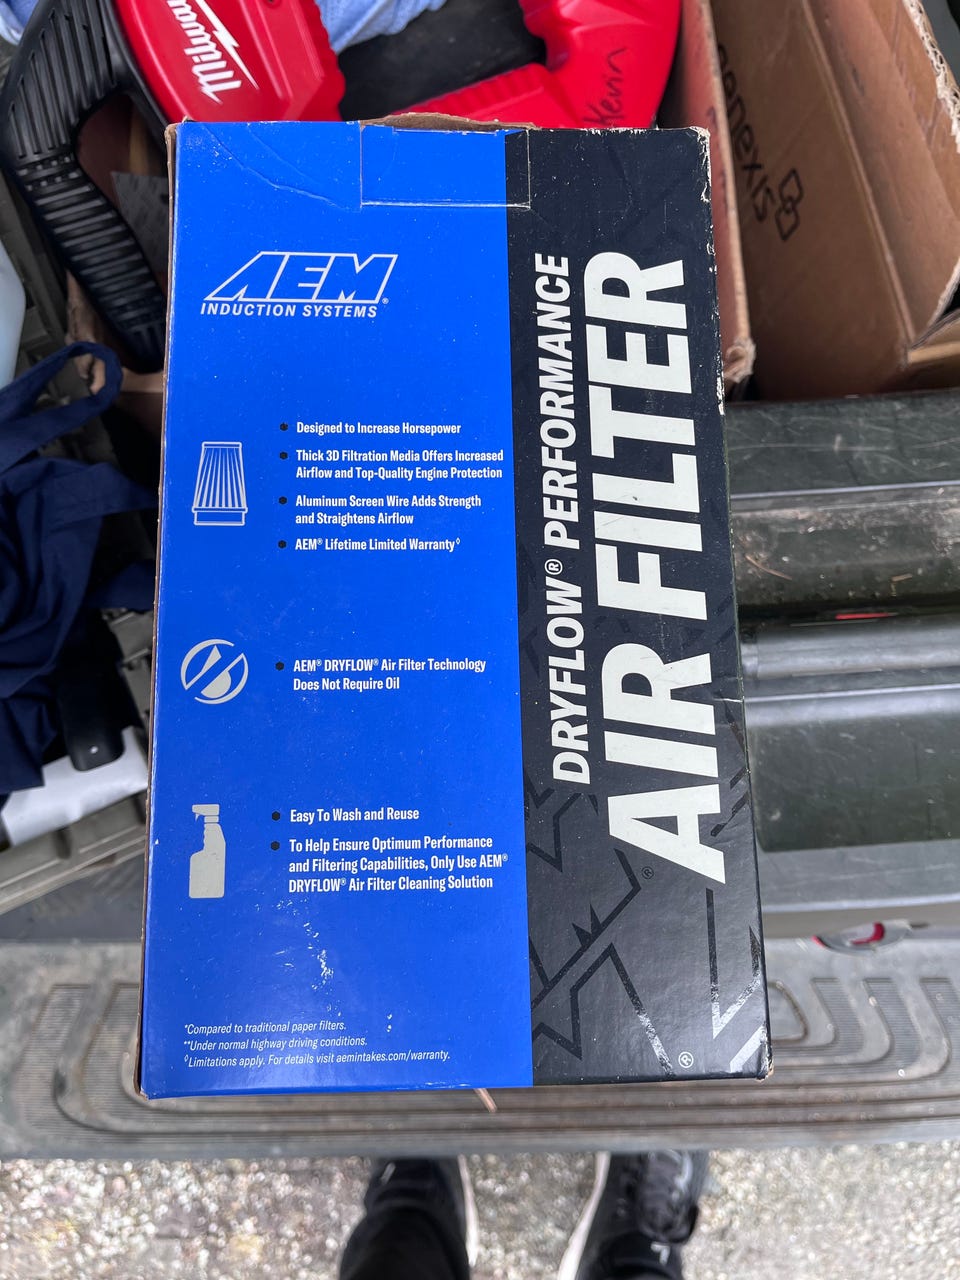 Milwau
Kevin
enexis
AEM®
INDUCTION SYSTEMS
Designed to Increase Horsepower
Thick 3D Filtration Media Offers Increased
Airflow and Top-Quality Engine Protection
Aluminum Screen Wire Adds Strength
and Straightens Airflow
AEM® Lifetime Limited Warranty◊
AEM® DRYFLOW® Air Filter Technology
Does Not Require Oil
Easy To Wash and Reuse
To Help Ensure Optimum Performance
and Filtering Capabilities, Only Use AEM®
DRYFLOW® Air Filter Cleaning Solution
*Compared to traditional paper filters.
**Under normal highway driving conditions.
◊Limitations apply. For details visit aemintakes.com/warranty.
DRYFLOW® PERFORMANCE
AIR FILTER
®
®